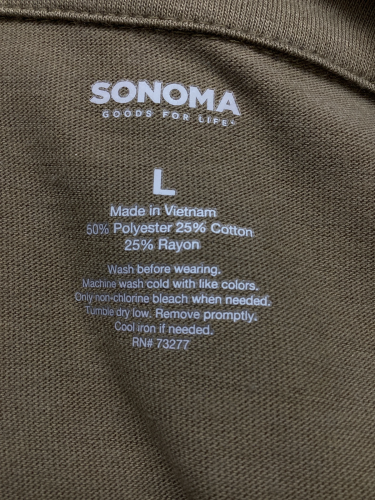 SONOMA
GOODS FOR LIFE
L
Made in Vietnam
50% Polyester 25% Cotton
25% Rayon
Wash before wearing.
Machine wash cold with like colors.
Only non-chlorine bleach when needed.
Tumble dry low. Remove promptly.
Cool iron if needed.
RN# 73277